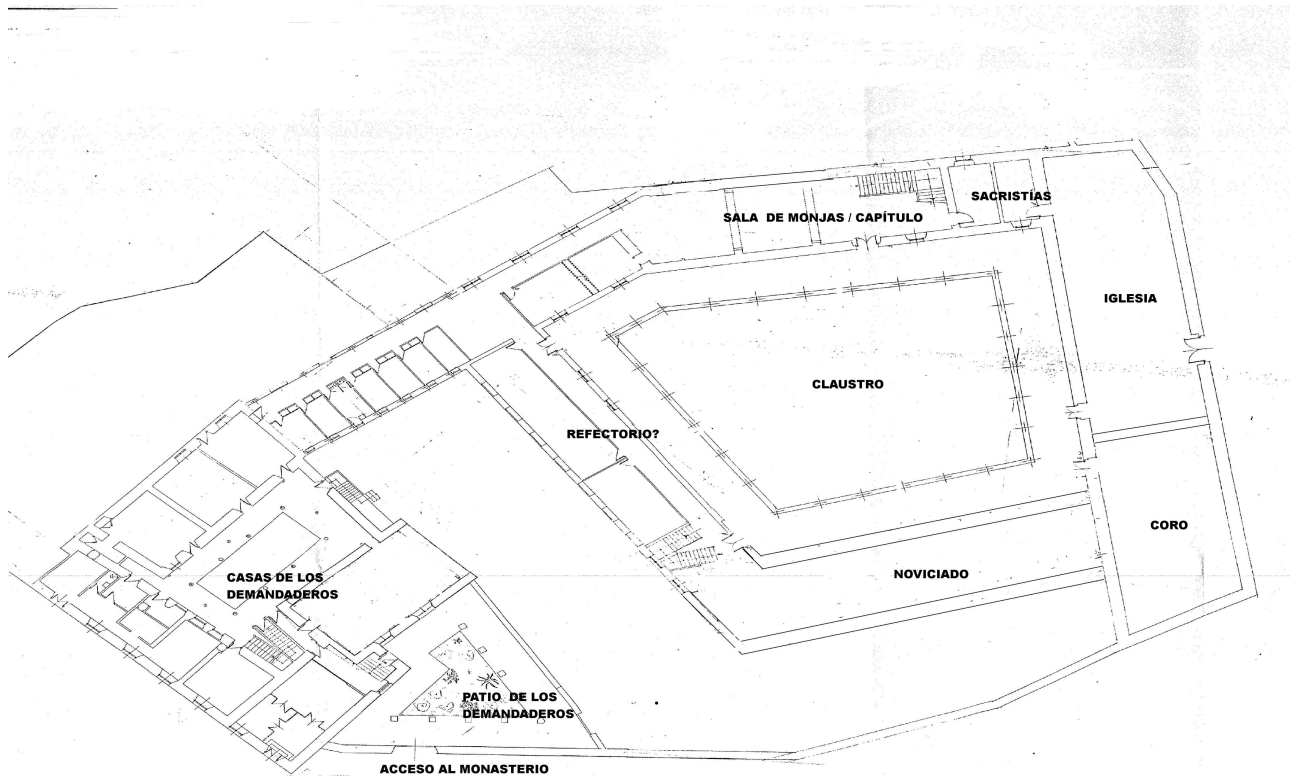 SACRISTÍAS
SALA DE MONJAS / CAPÍTULO
IGLESIA
CLAUSTRO
REFECTORIO?
CORO
NOVICIADO
CASAS DE LOS
DEMANDADEROS
PATIO DE LOS
DEMANDADEROS
ACCESO AL MONASTERIO